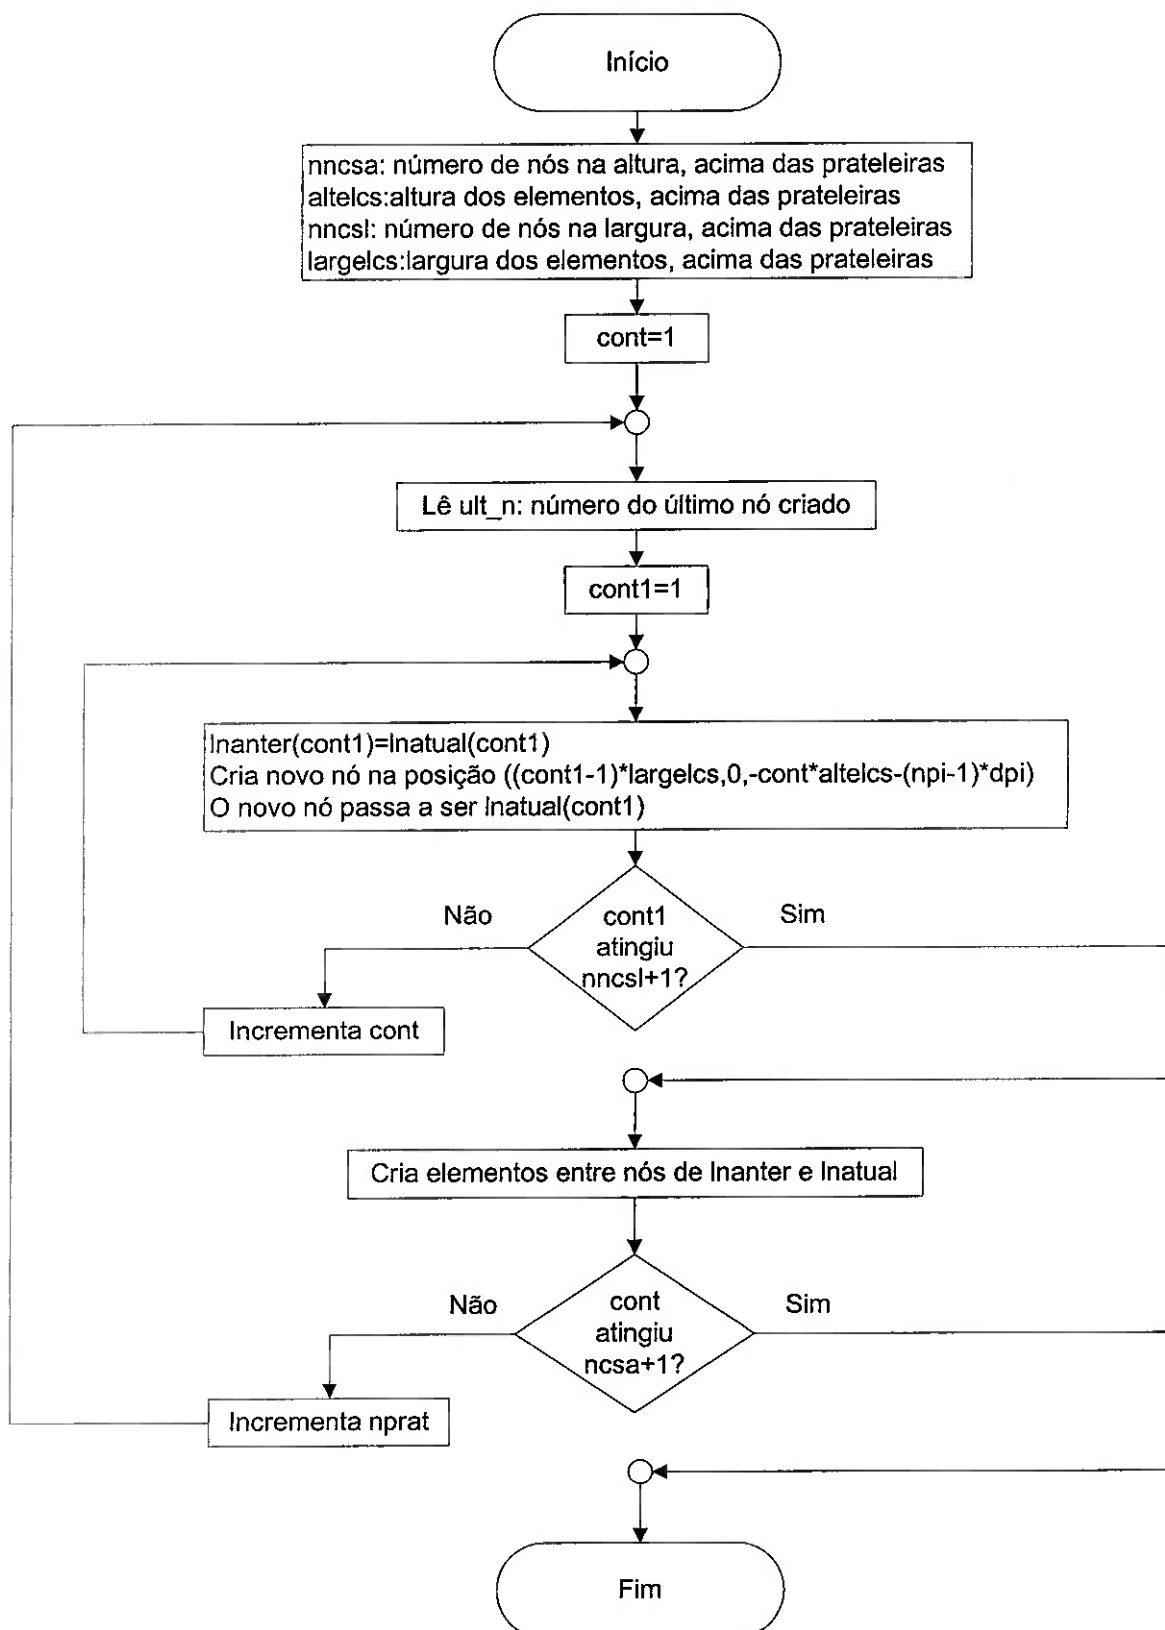 Início
nncsa: número de nós na altura, acima das prateleiras
altelcs:altura dos elementos, acima das prateleiras
nncsl: número de nós na largura, acima das prateleiras
largelcs:largura dos elementos, acima das prateleiras
cont=1
Lê ult_n: número do último nó criado
cont1=1
lnanter(cont1)=lnatual(cont1)
Cria novo nó na posição ((cont1-1)*largelcs,0,-cont*altelcs-(npi-1)*dpi)
O novo nó passa a ser lnatual(cont1)
Não
cont1
atingiu
nncsl+1?
Sim
Incrementa cont
Cria elementos entre nós de lnanter e lnatual
Não
cont
atingiu
ncsa+1?
Sim
Incrementa nprat
Fim